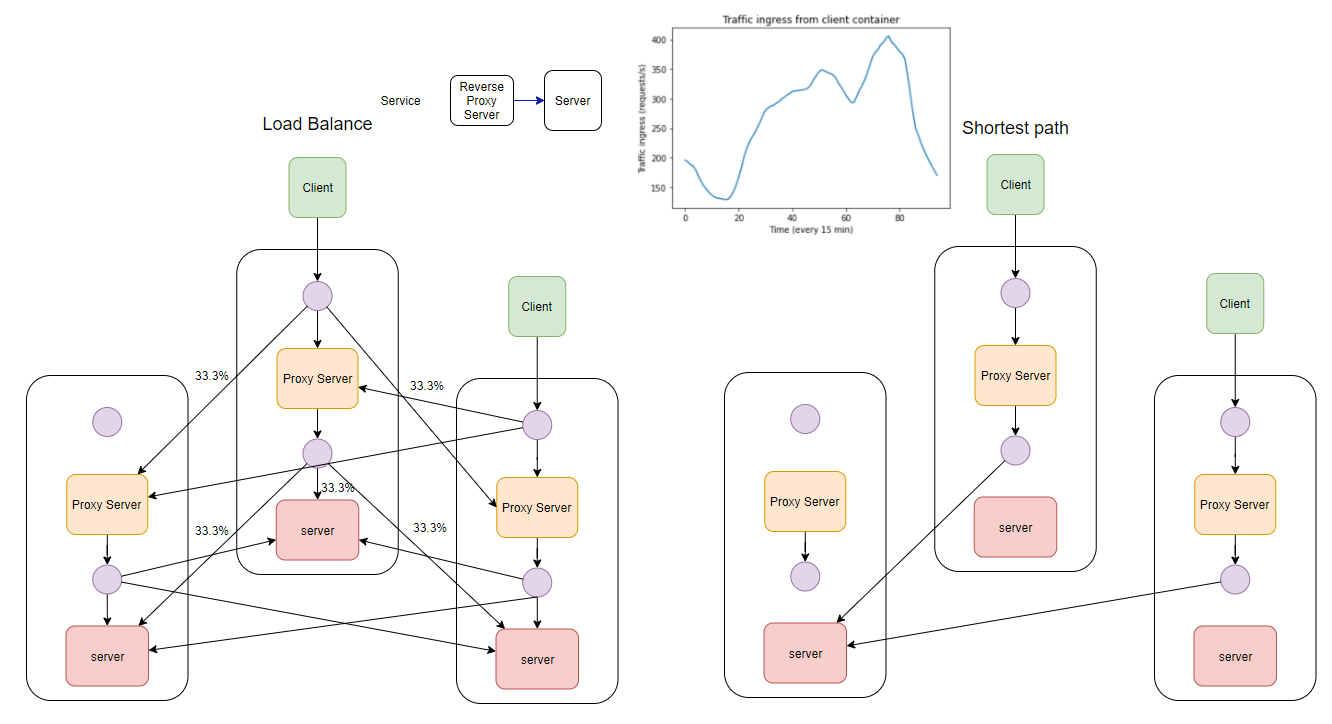 Traffic ingress from client container
400
350
300
250
200
150
Traffic ingress (requests/s)
0
20
40
60
80
Time (every 15 min)
Service
Reverse
Proxy
Server
Server
Load Balance
Client
Client
33.3%
33.3%
Proxy Server
Proxy Server
Proxy Server
33.3%
33.3%
33.3%
server
server
server
Shortest path
Client
Client
Proxy Server
Proxy Server
Proxy Server
server
server
server